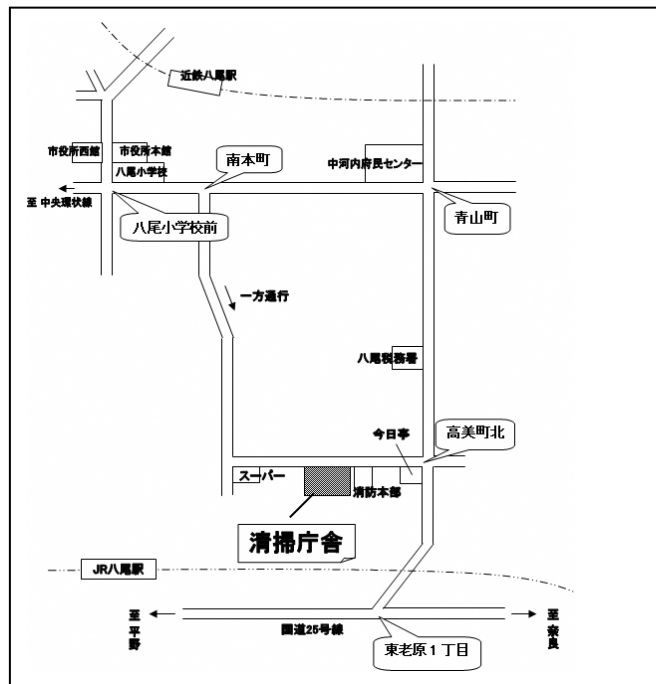 近鉄八尾駅
市役所西館
市役所本館
八尾小学校
南本町
中河内府民センター
至 中央環状線
八尾小学校前
青山町
一方通行
八尾税務署
今日亭
高美町北
スーパー
消防本部
清掃庁舎
JR八尾駅
至 平野
国道25号線
至 奈良
東老原1丁目